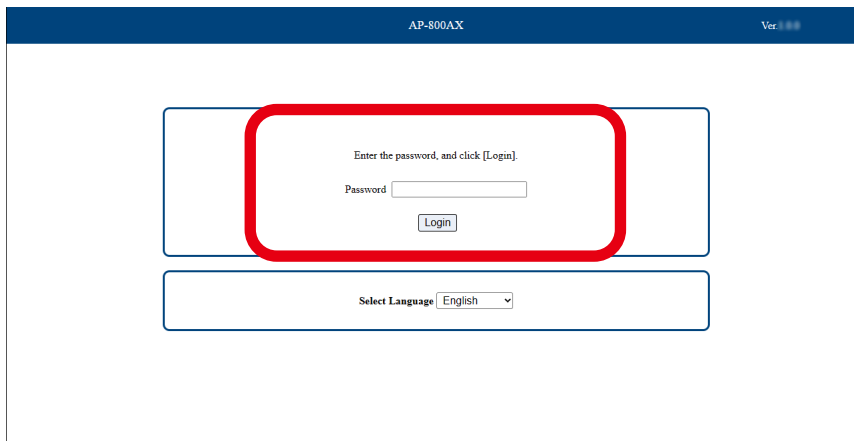 AP-800AX
Ver.
Enter the password, and click [Login].
Password
Login
Select Language English